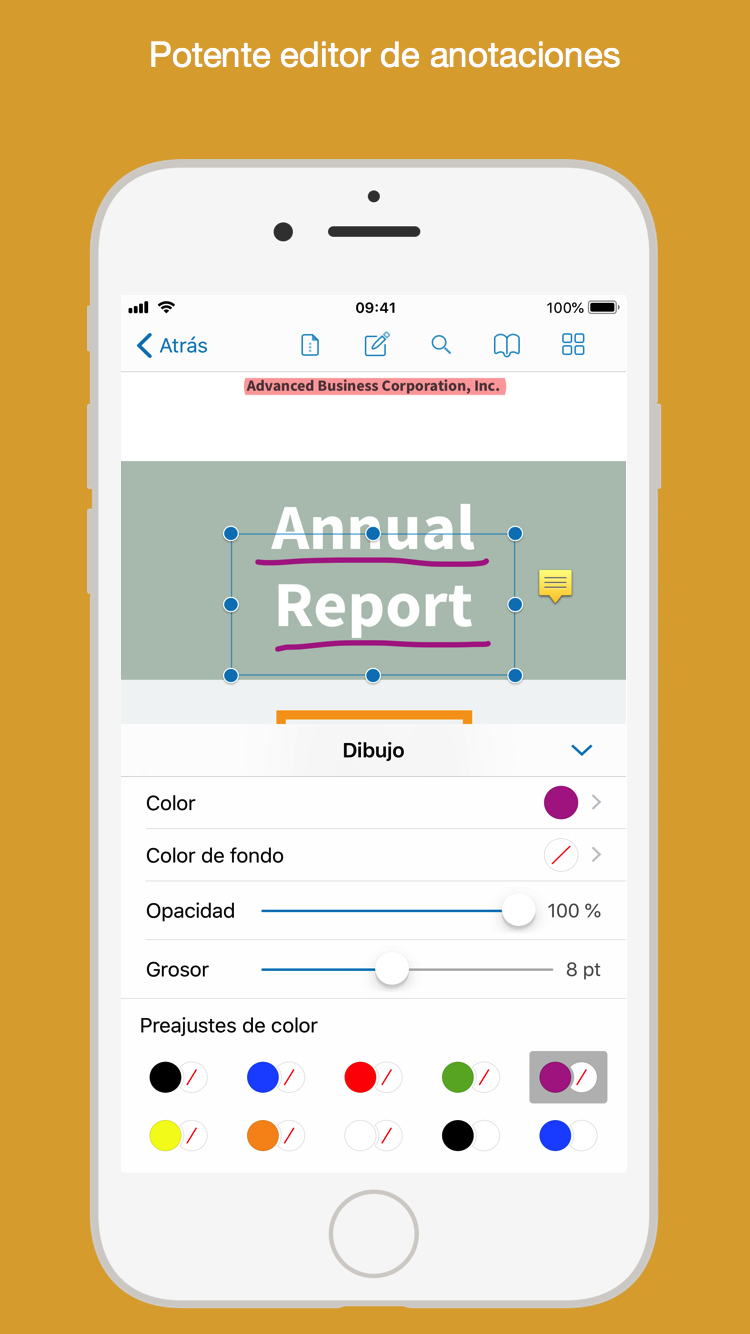 Potente editor de anotaciones
09:41
100%
Atrás
Advanced Business Corporation, Inc.
Annual
Report
Dibujo
Color
Color de fondo
Opacidad
100 %
Grosor
8 pt
Preajustes de color